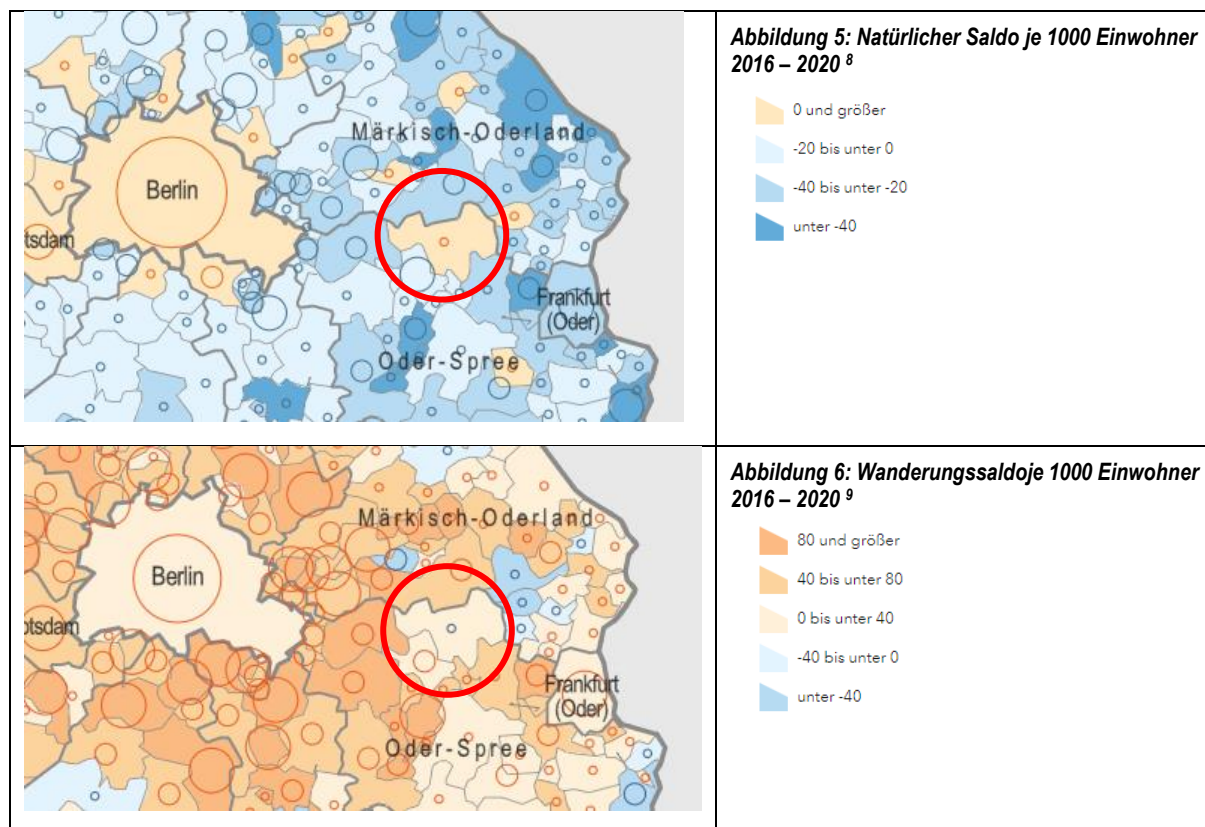 Abbildung 5: Natürlicher Saldo je 1000 Einwohner
2016 – 2020 8
0 und größer
-20 bis unter 0
-40 bis unter -20
unter -40
Märkisch-Oderland
Berlin
tsdam
Frankfurt
(Oder)
Oder-Spree
Abbildung 6: Wanderungssaldoje 1000 Einwohner
2016 – 2020 9
80 und größer
40 bis unter 80
0 bis unter 40
-40 bis unter 0
unter -40
Märkisch-Oderland
Berlin
otsdam
Frankfurt
(Oder)
Oder-Spree